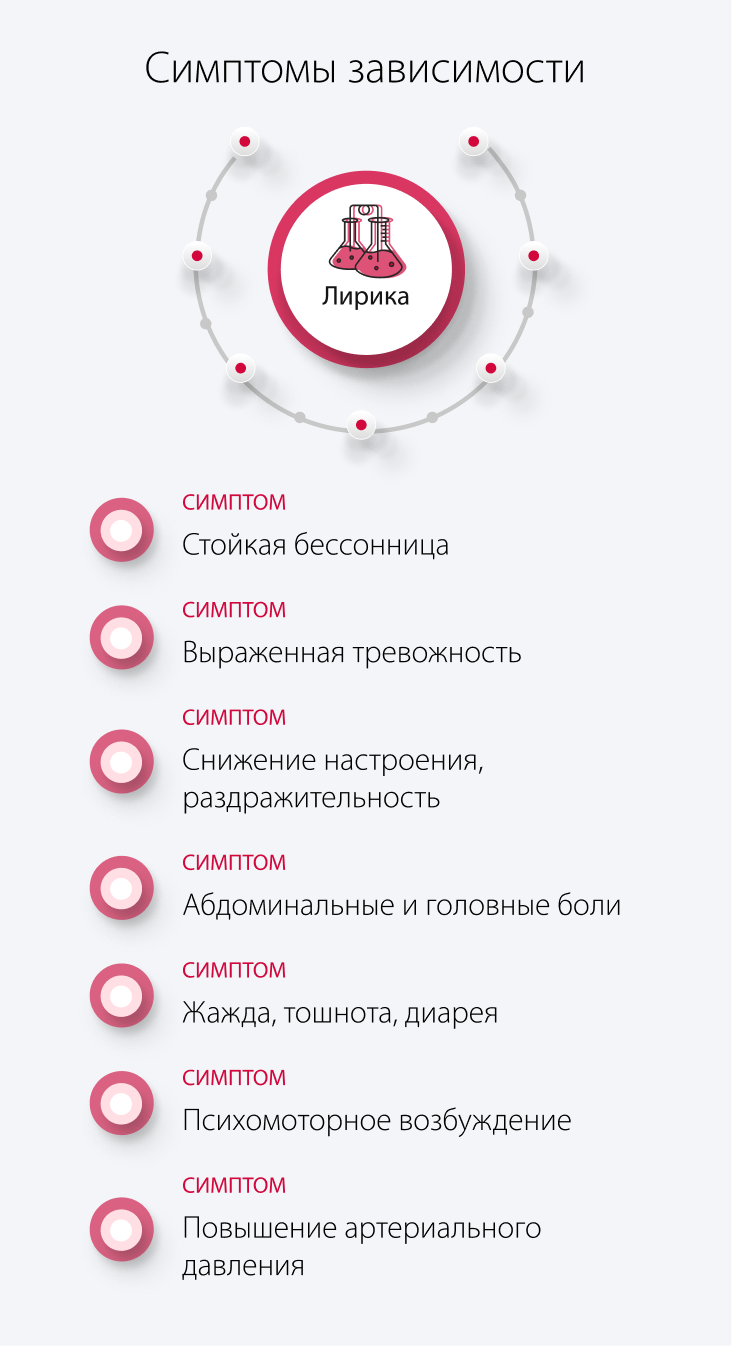 Симптомы зависимости
Лирика
СИМПТОМ
Стойкая бессонница
СИМПТОМ
Выраженная тревожность
СИМПТОМ
Снижение настроения,
раздражительность
СИМПТОМ
Абдоминальные и головные боли
СИМПТОМ
Жажда, тошнота, диарея
СИМПТОМ
Психомоторное возбуждение
СИМПТОМ
Повышение артериального
давления